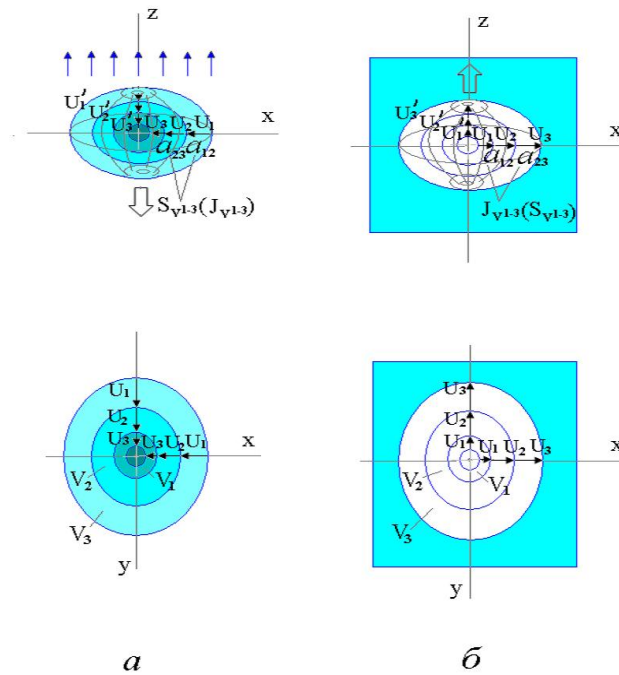 z
z
U₁′
U₂′
U₃′
U₃ U₂ U₁
x
a₂₃ a₁₂
Sᵥ₁₋₃(Jᵥ₁₋₃)
U₃′
U₂′
U₁′
U₁ U₂ U₃
x
a₁₂ a₂₃
Jᵥ₁₋₃(Sᵥ₁₋₃)
U₁
U₂
U₃
U₃ U₂ U₁
x
V₂
V₁
V₃
y
U₃
U₂
U₁
U₁ U₂ U₃
x
V₂
V₁
V₃
y
а
б